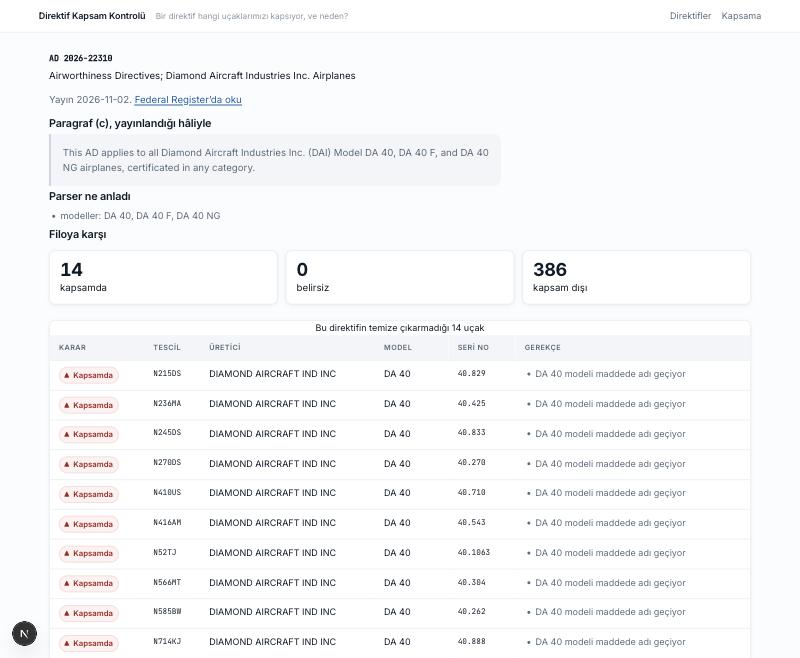 Direktif Kapsam Kontrolü Bir direktif hangi uçaklarımızı kapsıyor, ve neden? Direktifler Kapsama
AD 2026-22310
Airworthiness Directives; Diamond Aircraft Industries Inc. Airplanes
Yayın 2026-11-02. Federal Register'da oku
Paragraf (c), yayınlandığı hâliyle
This AD applies to all Diamond Aircraft Industries Inc. (DAI) Model DA 40, DA 40 F, and DA 40
NG airplanes, certificated in any category.
Parser ne anladı
• modeller: DA 40, DA 40 F, DA 40 NG
Filoya karşı
14 0 386
kapsamda belirsiz kapsam dışı
Bu direktifin temize çıkarmadığı 14 uçak
KARAR TESCİL ÜRETİCİ MODEL SERİ NO GEREKÇE
▲ Kapsamda N215DS DIAMOND AIRCRAFT IND INC DA 40 40.829 • DA 40 modeli maddede adı geçiyor
▲ Kapsamda N236MA DIAMOND AIRCRAFT IND INC DA 40 40.425 • DA 40 modeli maddede adı geçiyor
▲ Kapsamda N245DS DIAMOND AIRCRAFT IND INC DA 40 40.833 • DA 40 modeli maddede adı geçiyor
▲ Kapsamda N270DS DIAMOND AIRCRAFT IND INC DA 40 40.270 • DA 40 modeli maddede adı geçiyor
▲ Kapsamda N410US DIAMOND AIRCRAFT IND INC DA 40 40.710 • DA 40 modeli maddede adı geçiyor
▲ Kapsamda N416AM DIAMOND AIRCRAFT IND INC DA 40 40.543 • DA 40 modeli maddede adı geçiyor
▲ Kapsamda N52TJ DIAMOND AIRCRAFT IND INC DA 40 40.1063 • DA 40 modeli maddede adı geçiyor
▲ Kapsamda N566MT DIAMOND AIRCRAFT IND INC DA 40 40.304 • DA 40 modeli maddede adı geçiyor
▲ Kapsamda N585BW DIAMOND AIRCRAFT IND INC DA 40 40.262 • DA 40 modeli maddede adı geçiyor
▲ Kapsamda N714KJ DIAMOND AIRCRAFT IND INC DA 40 40.888 • DA 40 modeli maddede adı geçiyor
N